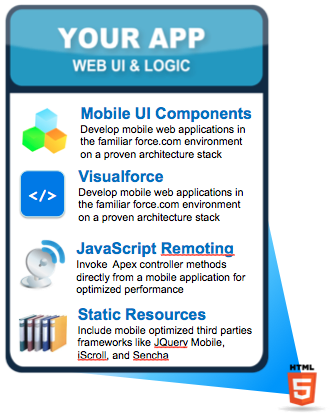 YOUR APP
WEB UI & LOGIC
Mobile UI Components
Develop mobile web applications in
the familiar force.com environment
on a proven architecture stack
</>
Visualforce
Develop mobile web applications in
the familiar force.com environment
on a proven architecture stack
JavaScript Remoting
Invoke Apex controller methods
directly from a mobile application for
optimized performance
Static Resources
Include mobile optimized third parties
frameworks like JQuery Mobile,
iScroll, and Sencha
HTML
5